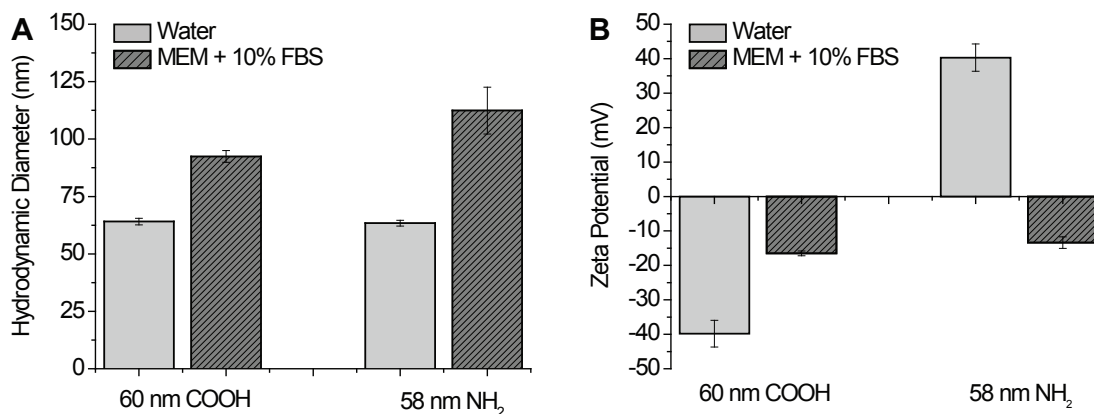 A
Hydrodynamic Diameter (nm)
150
125
100
75
50
25
0
Water
MEM + 10% FBS
60 nm COOH
58 nm NH₂
B
Zeta Potential (mV)
50
40
30
20
10
0
-10
-20
-30
-40
-50
Water
MEM + 10% FBS
60 nm COOH
58 nm NH₂